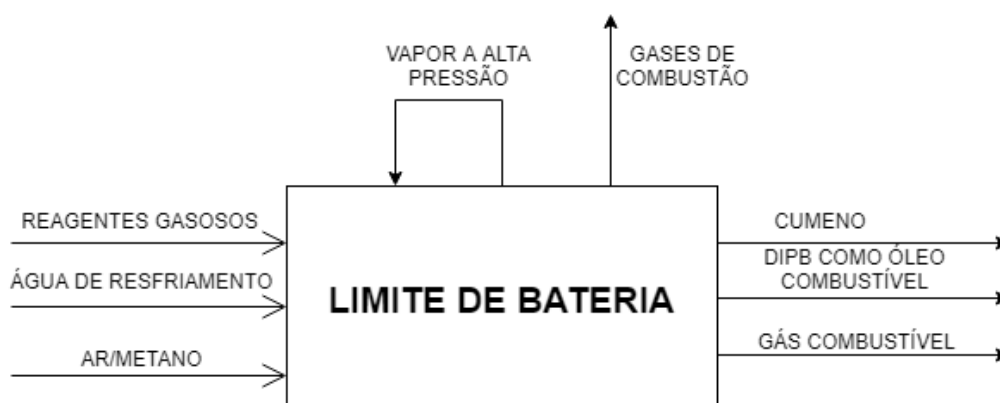 VAPOR A ALTA
PRESSÃO
GASES DE
COMBUSTÃO
REAGENTES GASOSOS
ÁGUA DE RESFRIAMENTO
AR/METANO
LIMITE DE BATERIA
CUMENO
DIPB COMO ÓLEO
COMBUSTÍVEL
GÁS COMBUSTÍVEL